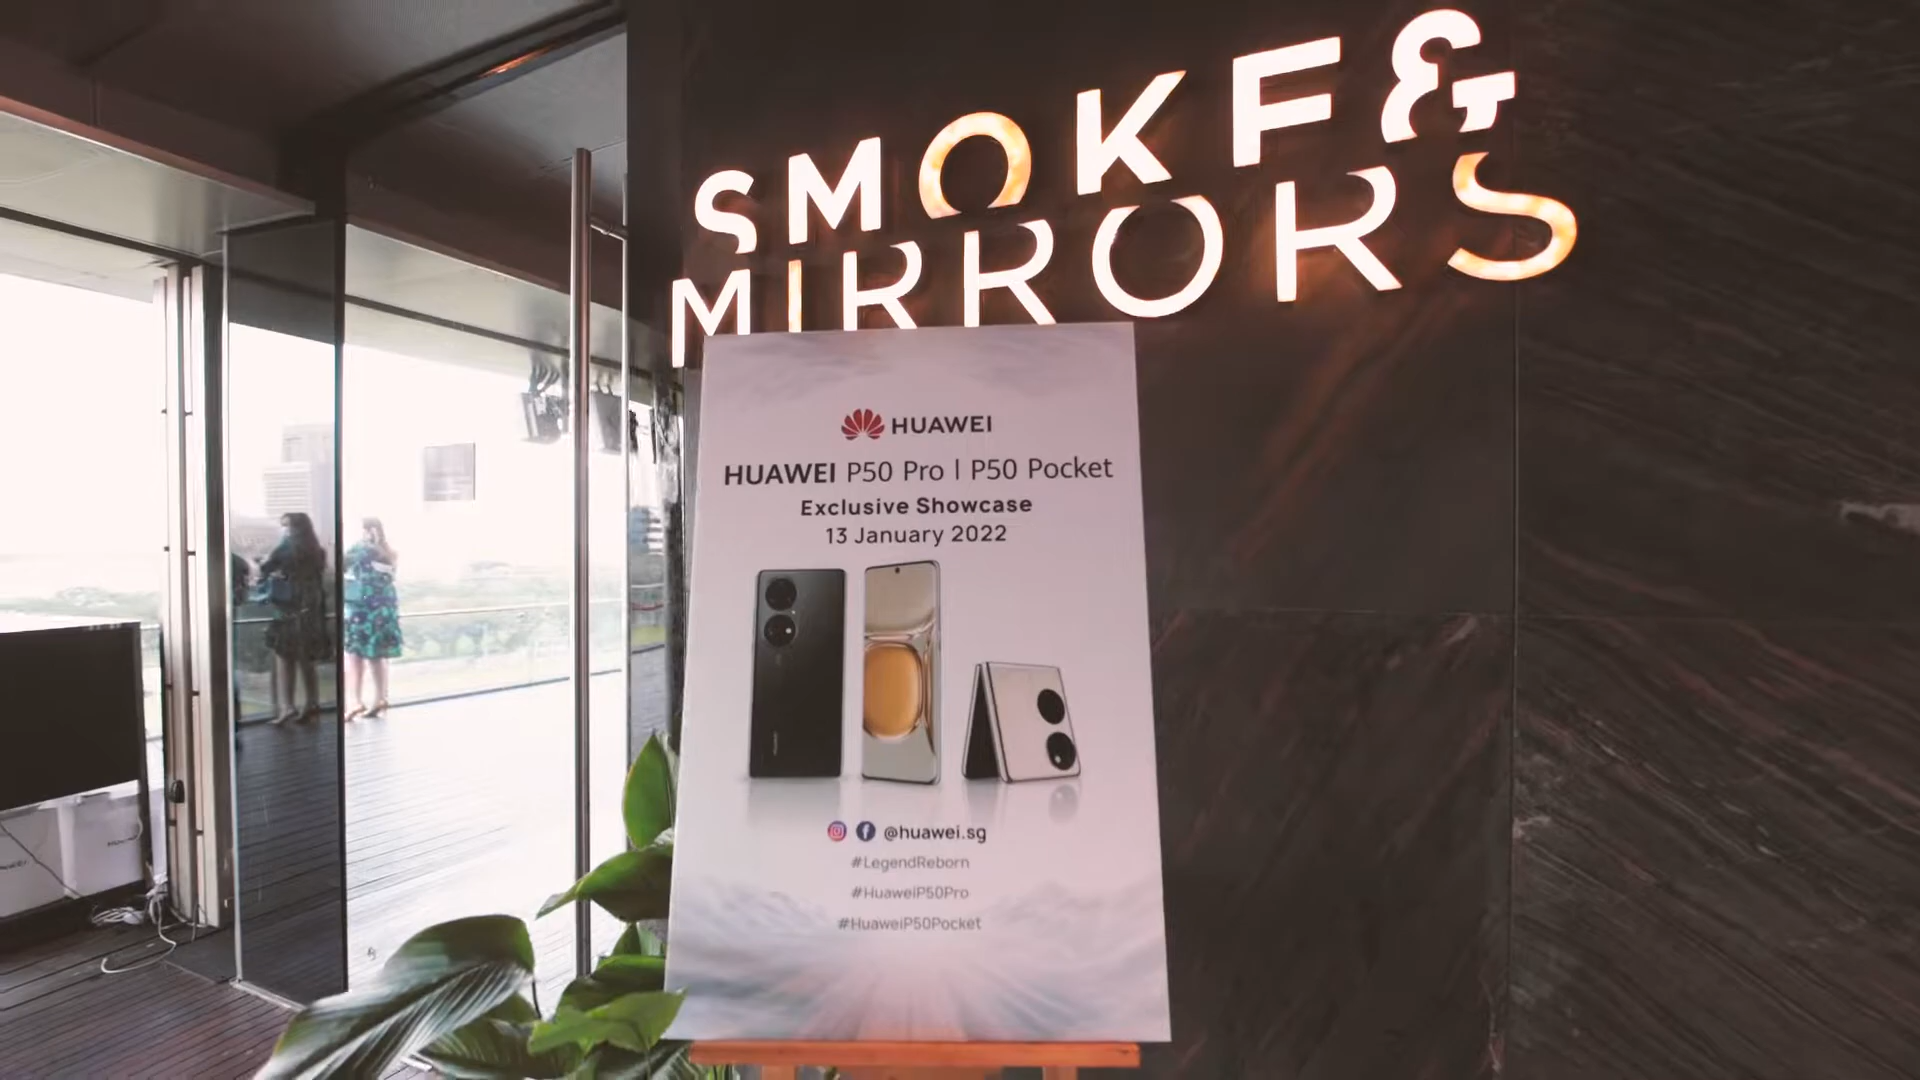 SMOKE &
MIRRORS
HUAWEI
HUAWEI P50 Pro | P50 Pocket
Exclusive Showcase
13 January 2022
@huawei.sg
#LegendReborn
#HuaweiP50Pro
#HuaweiP50Pocket